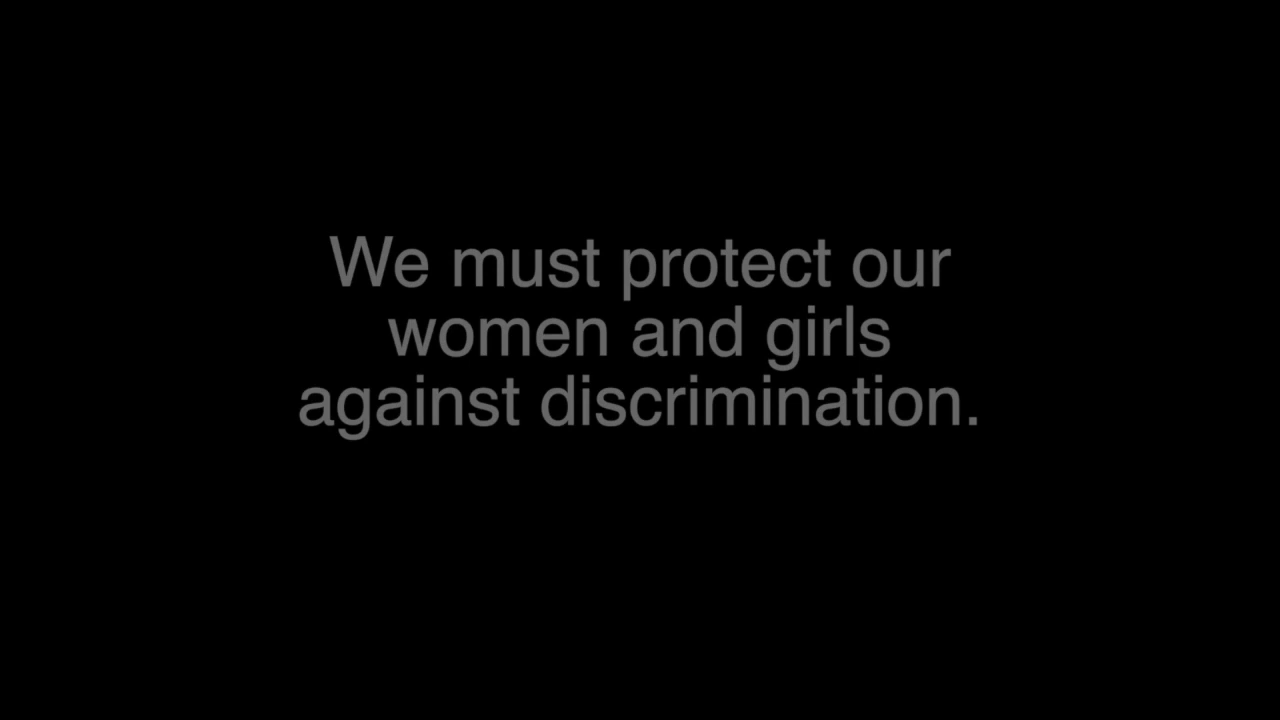 We must protect our
women and girls
against discrimination.